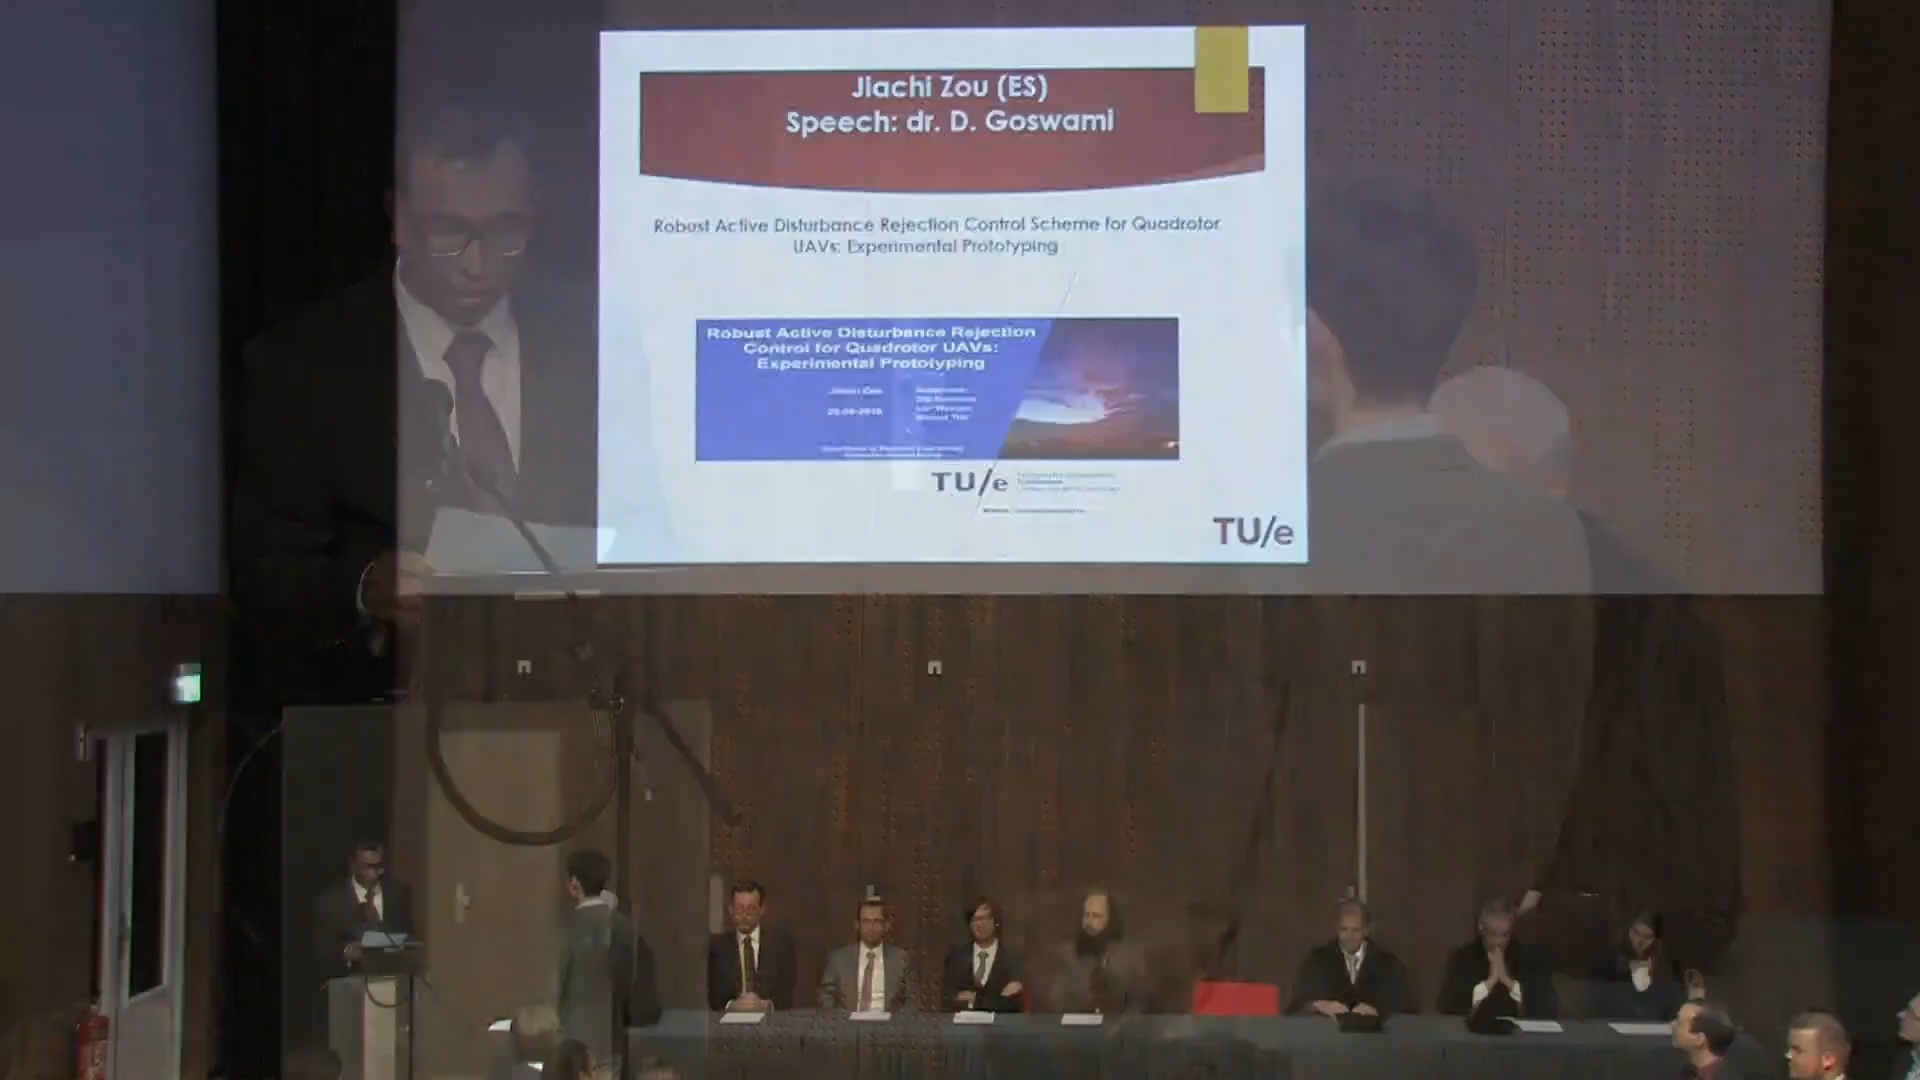 Jiachi Zou (ES)
Speech: dr. D. Goswami
Robust Active Disturbance Rejection Control Scheme for Quadrotor
UAVs: Experimental Prototyping
Robust Active Disturbance Rejection
Control for Quadrotor UAVs:
Experimental Prototyping
TU/e
TU/e